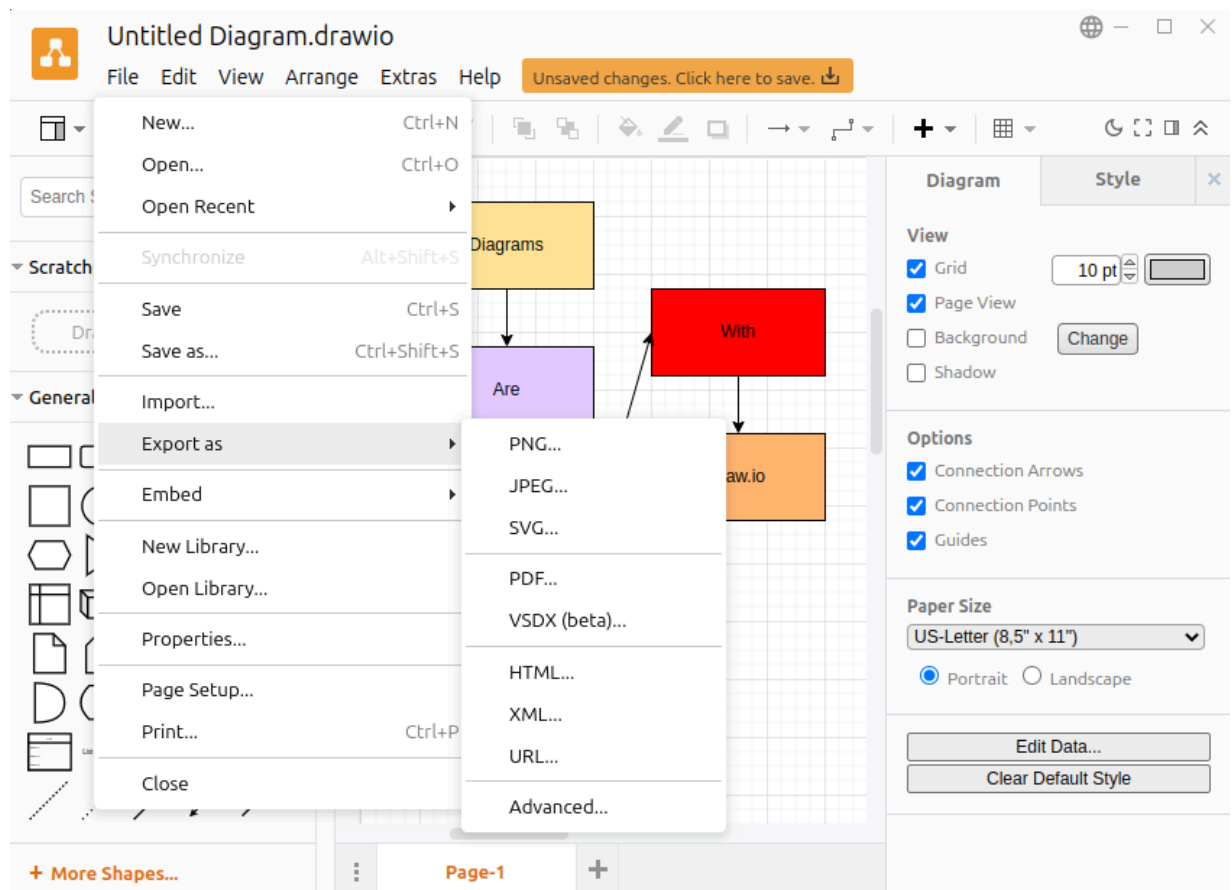 Untitled Diagram.drawio
File Edit View Arrange Extras Help Unsaved changes. Click here to save.
New... Ctrl+N
Open... Ctrl+O
Open Recent
Synchronize Alt+Shift+S
Save Ctrl+S
Save as... Ctrl+Shift+S
Import...
Export as
Embed
New Library...
Open Library...
Properties...
Page Setup...
Print... Ctrl+P
Close
PNG...
JPEG...
SVG...
PDF...
VSDX (beta)...
HTML...
XML...
URL...
Advanced...
Search
Scratch
General
+ More Shapes...
Diagrams
Are
With
aw.io
Page-1
Diagram Style
View
Grid 10 pt
Page View
Background Change
Shadow
Options
Connection Arrows
Connection Points
Guides
Paper Size
US-Letter (8,5" x 11")
Portrait Landscape
Edit Data...
Clear Default Style